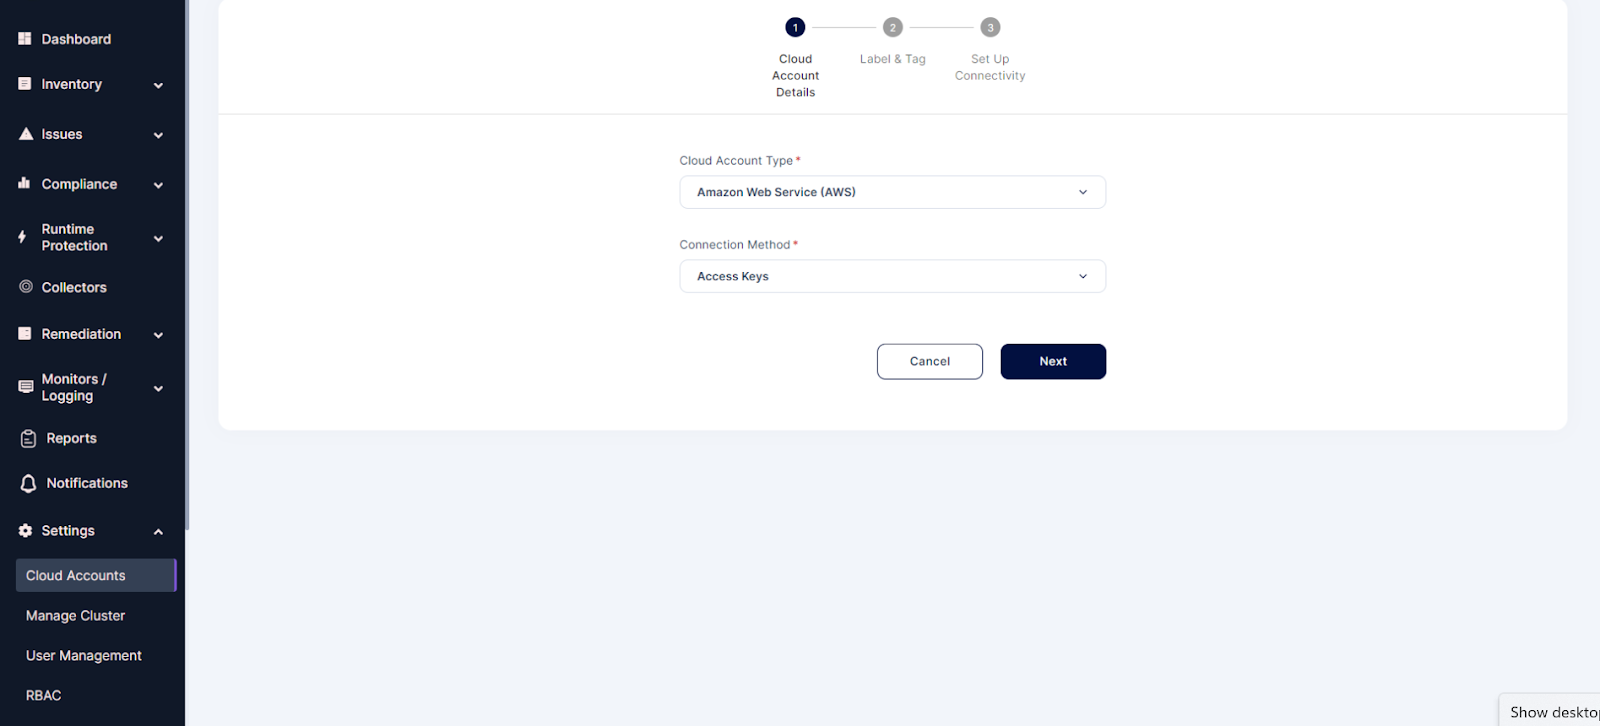 Dashboard
Inventory
Issues
Compliance
Runtime
Protection
Collectors
Remediation
Monitors /
Logging
Reports
Notifications
Settings
Cloud Accounts
Manage Cluster
User Management
RBAC
1
Cloud
Account
Details
2
Label & Tag
3
Set Up
Connectivity
Cloud Account Type*
Amazon Web Service (AWS)
Connection Method*
Access Keys
Cancel
Next
Show desktop